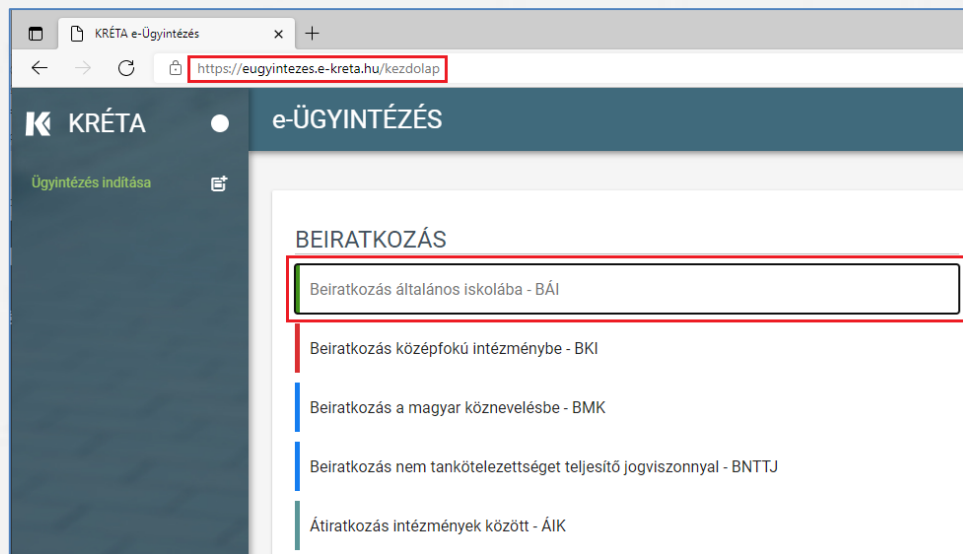 KRÉTA e-Ügyintézés
https://eugyintezes.e-kreta.hu/kezdolap
KRÉTA
e-ÜGYINTÉZÉS
Ügyintézés indítása
BEIRATKOZÁS
Beiratkozás általános iskolába - BÁI
Beiratkozás középfokú intézménybe - BKI
Beiratkozás a magyar köznevelésbe - BMK
Beiratkozás nem tankötelezettséget teljesítő jogviszonnyal - BNTTJ
Átiratkozás intézmények között - ÁIK